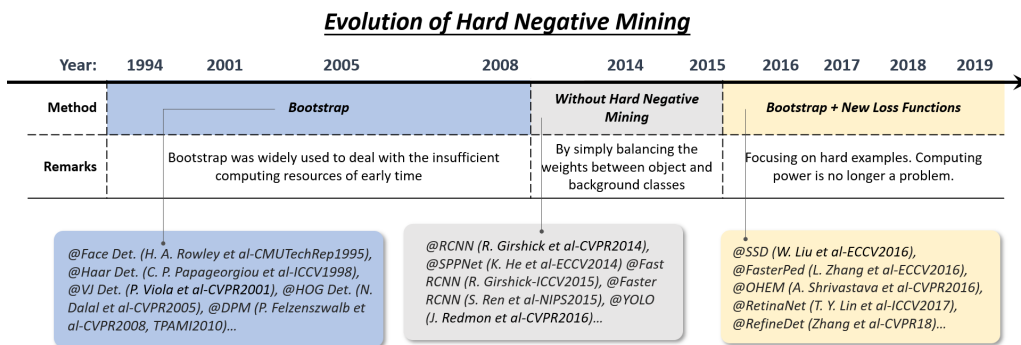 Evolution of Hard Negative Mining
Year: 1994 2001 2005 2008 2014 2015 2016 2017 2018 2019
Method
Bootstrap
Without Hard Negative
Mining
Bootstrap + New Loss Functions
Remarks
Bootstrap was widely used to deal with the insufficient
computing resources of early time
By simply balancing the
weights between object and
background classes
Focusing on hard examples. Computing
power is no longer a problem.
@Face Det. (H. A. Rowley et al-CMUTechRep1995),
@Haar Det. (C. P. Papageorgiou et al-ICCV1998),
@VJ Det. (P. Viola et al-CVPR2001), @HOG Det. (N.
Dalal et al-CVPR2005), @DPM (P. Felzenszwalb et
al-CVPR2008, TPAMI2010)…
@RCNN (R. Girshick et al-CVPR2014),
@SPPNet (K. He et al-ECCV2014) @Fast
RCNN (R. Girshick-ICCV2015), @Faster
RCNN (S. Ren et al-NIPS2015), @YOLO
(J. Redmon et al-CVPR2016)…
@SSD (W. Liu et al-ECCV2016),
@FasterPed (L. Zhang et al-ECCV2016),
@OHEM (A. Shrivastava et al-CVPR2016),
@RetinaNet (T. Y. Lin et al-ICCV2017),
@RefineDet (Zhang et al-CVPR18)…